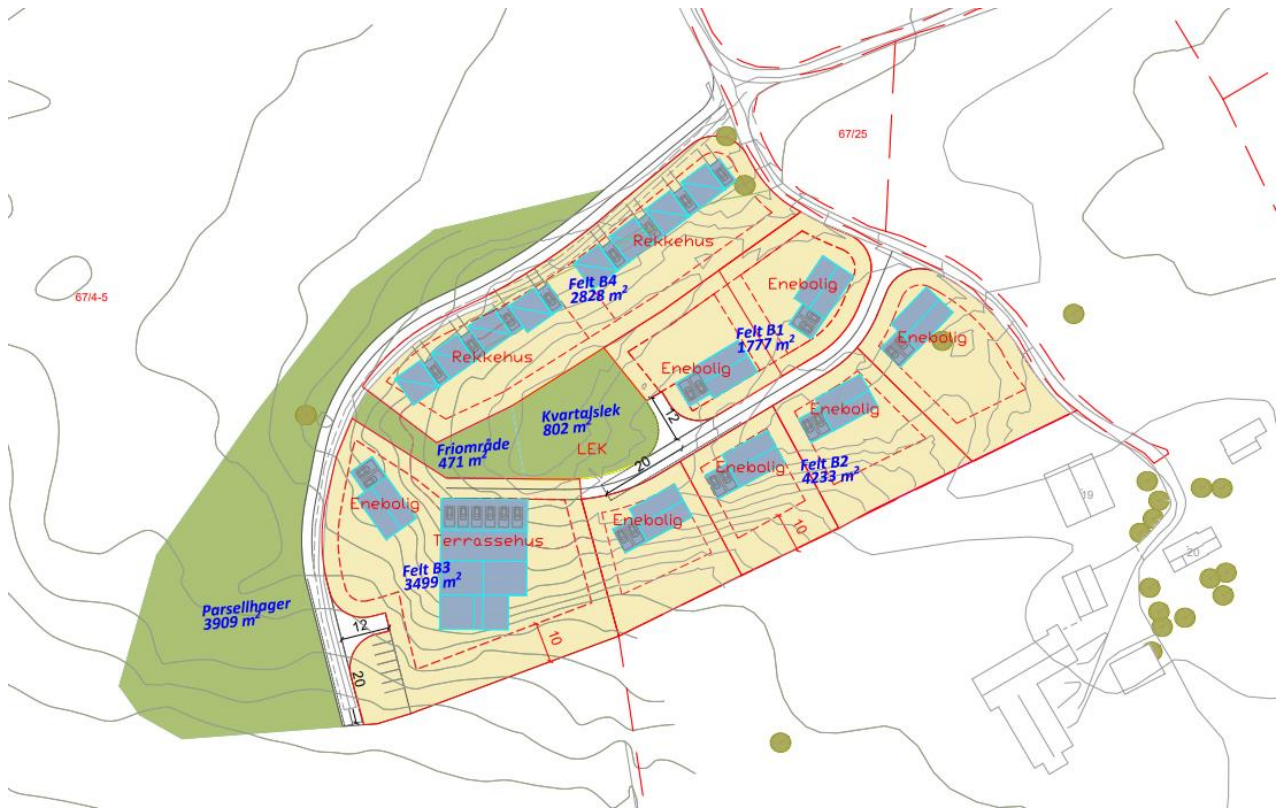 67/25
67/4-5
Rekkehus
Felt B4
2828 m²
Enebolig
Felt B1
1777 m²
Enebolig
Rekkehus
Enebolig
Enebolig
Kvartalslek
802 m²
12
Friområde
471 m²
LEK
20
Enebolig
Felt B2
4233 m²
Enebolig
Enebolig
10
19
20
Terrassehus
Felt B3
3499 m²
Parsellhager
3909 m²
12
10
20